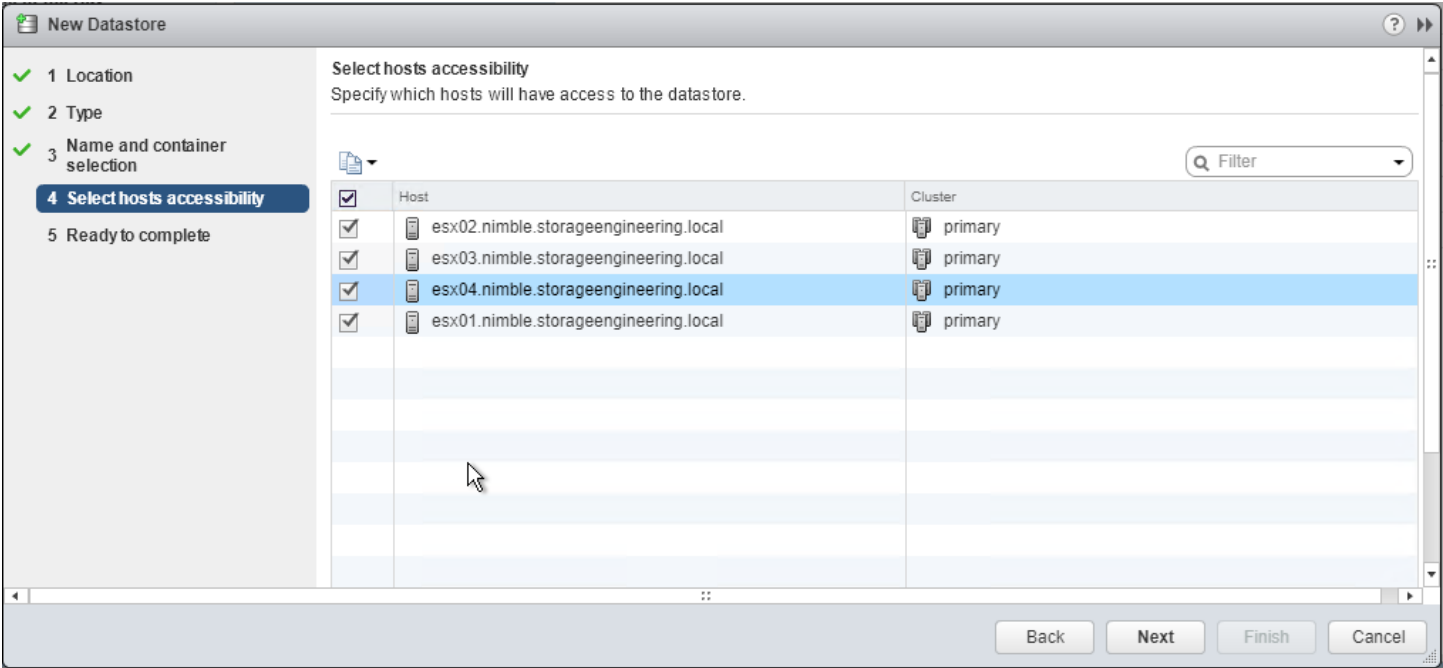 New Datastore
1 Location
2 Type
3 Name and container
selection
4 Select hosts accessibility
5 Ready to complete
Select hosts accessibility
Specify which hosts will have access to the datastore.
Filter
Host Cluster
esx02.nimble.storageengineering.local primary
esx03.nimble.storageengineering.local primary
esx04.nimble.storageengineering.local primary
esx01.nimble.storageengineering.local primary
Back Next Finish Cancel